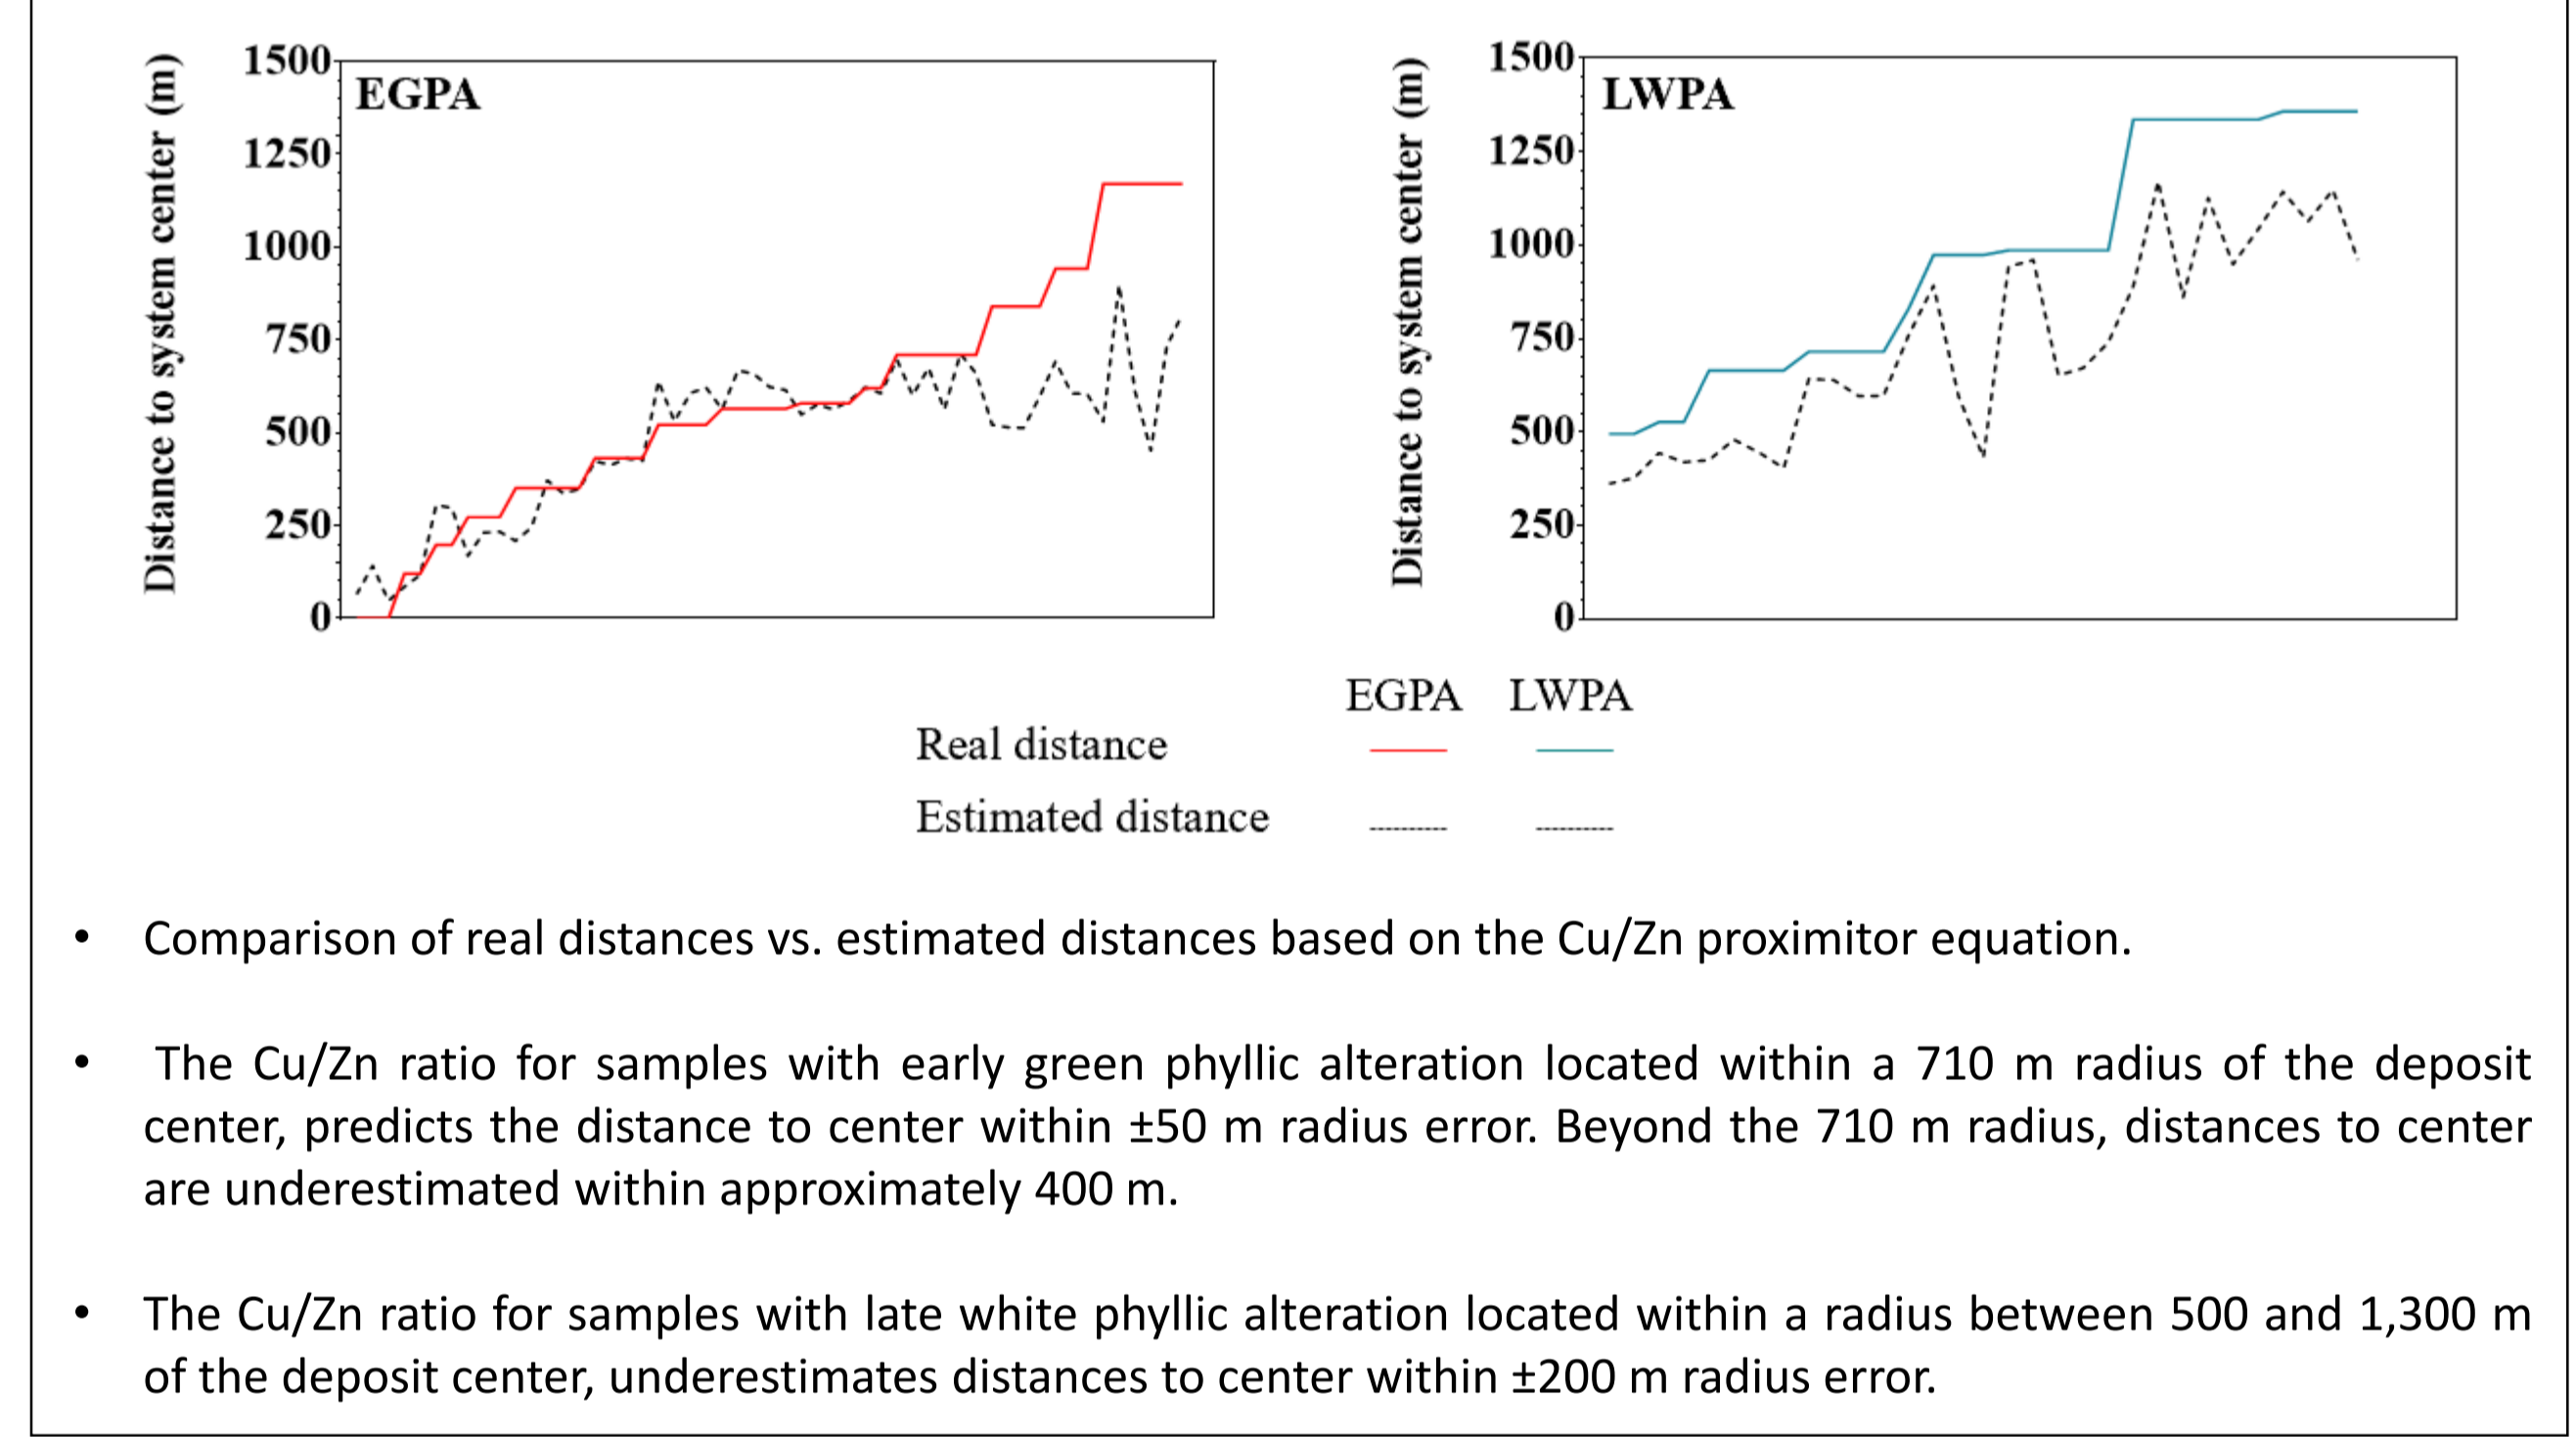 Distance to system center (m)
1500
1250
1000
750
500
250
0
EGPA
Distance to system center (m)
1500
1250
1000
750
500
250
0
LWPA
EGPA LWPA
Real distance
Estimated distance
• Comparison of real distances vs. estimated distances based on the Cu/Zn proximitor equation.
• The Cu/Zn ratio for samples with early green phyllic alteration located within a 710 m radius of the deposit
center, predicts the distance to center within ±50 m radius error. Beyond the 710 m radius, distances to center
are underestimated within approximately 400 m.
• The Cu/Zn ratio for samples with late white phyllic alteration located within a radius between 500 and 1,300 m
of the deposit center, underestimates distances to center within ±200 m radius error.